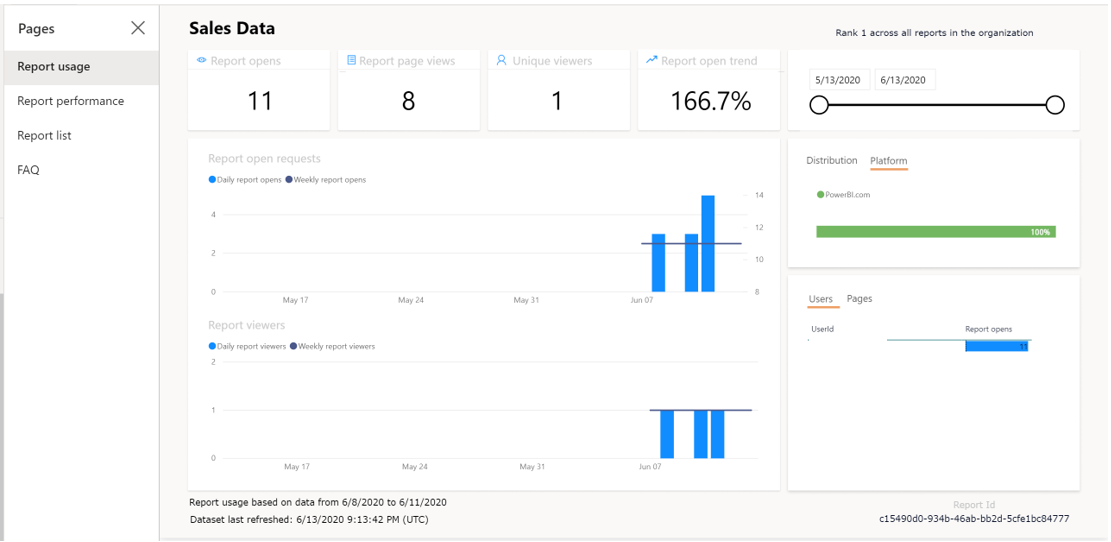 Pages
Report usage
Report performance
Report list
FAQ
Sales Data
Rank 1 across all reports in the organization
Report opens
11
Report page views
8
Unique viewers
1
Report open trend
166.7%
5/13/2020 6/13/2020
Report open requests
Daily report opens Weekly report opens
14
4
12
2
10
0
8
May 17 May 24 May 31 Jun 07
Report viewers
Daily report viewers Weekly report viewers
2
1
0
May 17 May 24 May 31 Jun 07
Distribution Platform
PowerBI.com
100%
Users Pages
UserId Report opens
11
Report usage based on data from 6/8/2020 to 6/11/2020
Dataset last refreshed: 6/13/2020 9:13:42 PM (UTC)
Report Id
c15490d0-934b-46ab-bb2d-5cfe1bc84777